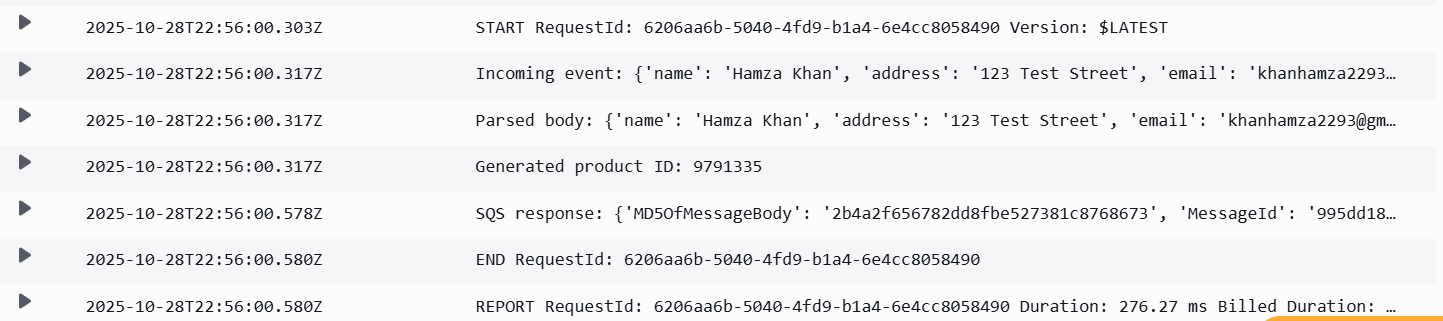 2025-10-28T22:56:00.303Z START RequestId: 6206aa6b-5040-4fd9-b1a4-6e4cc8058490 Version: $LATEST
2025-10-28T22:56:00.317Z Incoming event: {'name': 'Hamza Khan', 'address': '123 Test Street', 'email': 'khanhamza2293…
2025-10-28T22:56:00.317Z Parsed body: {'name': 'Hamza Khan', 'address': '123 Test Street', 'email': 'khanhamza2293@gm…
2025-10-28T22:56:00.317Z Generated product ID: 9791335
2025-10-28T22:56:00.578Z SQS response: {'MD5OfMessageBody': '2b4a2f656782dd8fbe527381c8768673', 'MessageId': '995dd18…
2025-10-28T22:56:00.580Z END RequestId: 6206aa6b-5040-4fd9-b1a4-6e4cc8058490
2025-10-28T22:56:00.580Z REPORT RequestId: 6206aa6b-5040-4fd9-b1a4-6e4cc8058490 Duration: 276.27 ms Billed Duration: …